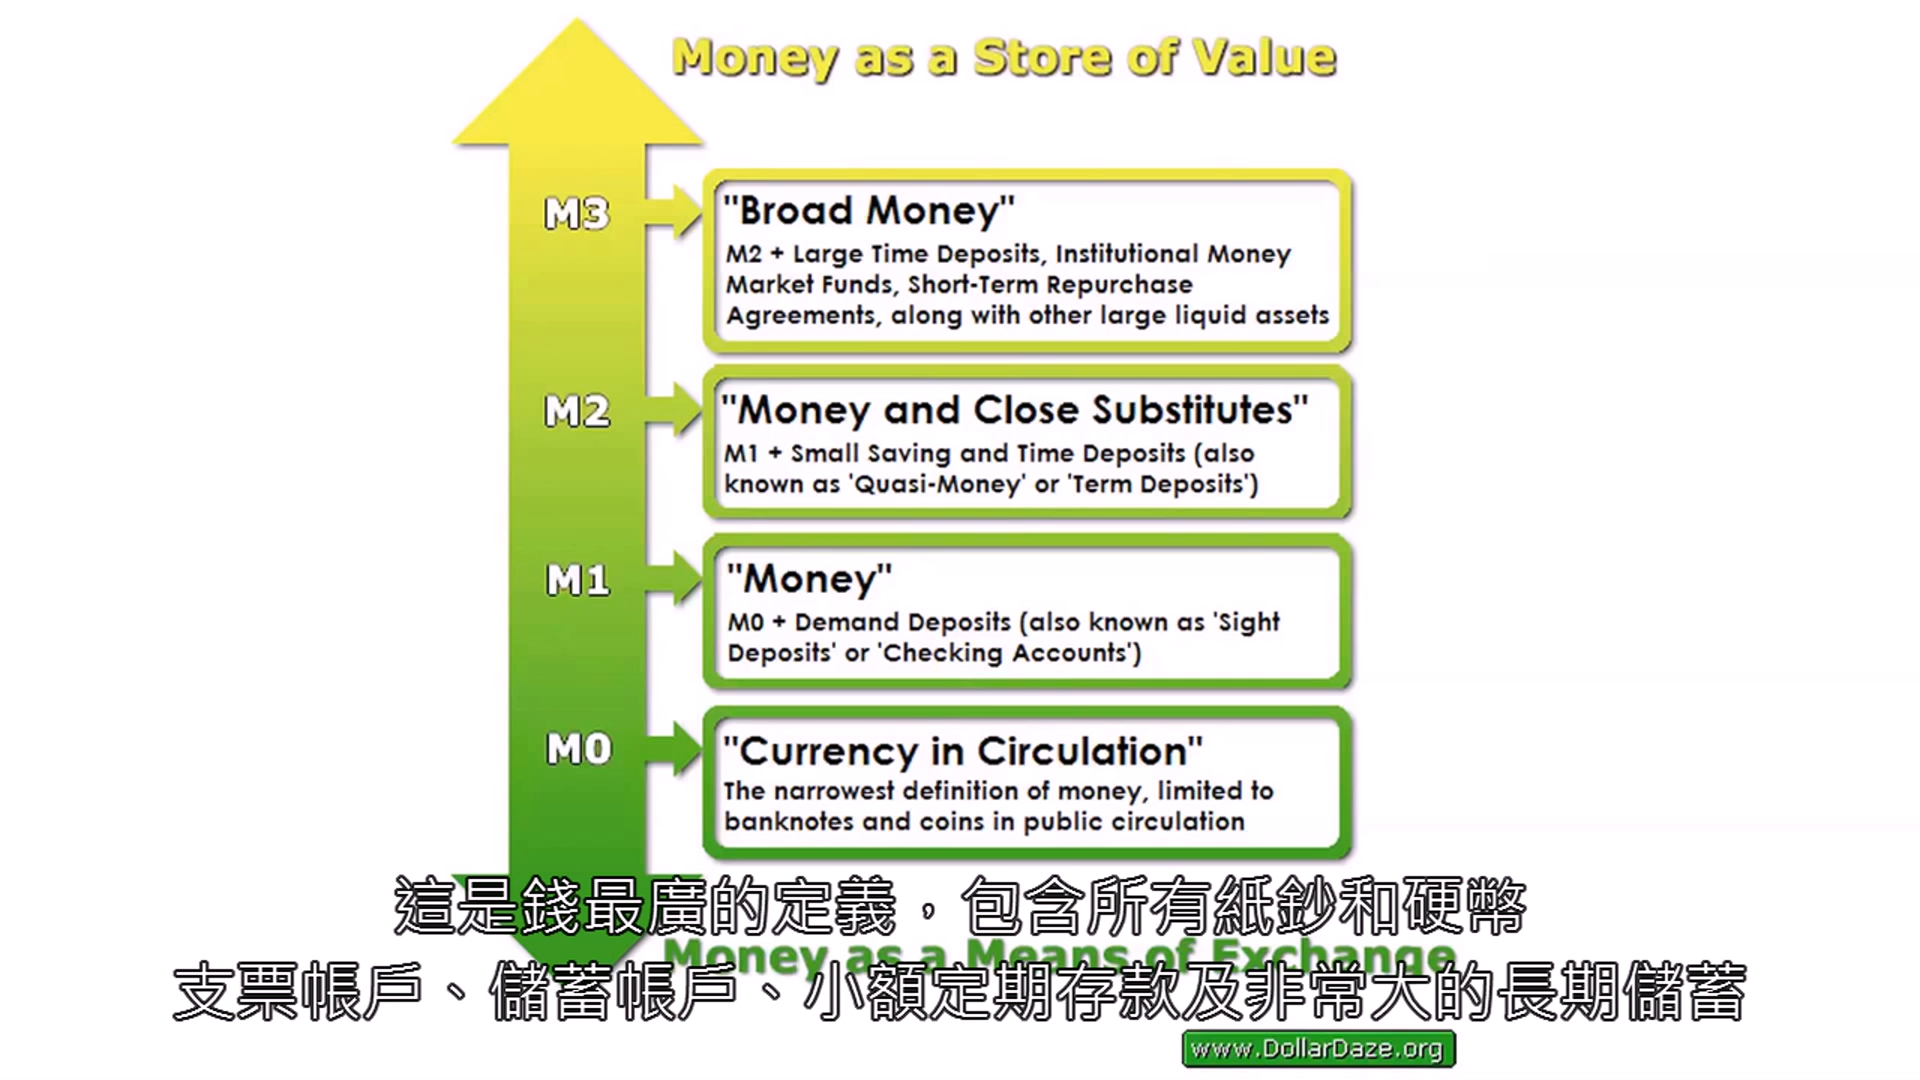 Money as a Store of Value
M3
"Broad Money"
M2 + Large Time Deposits, Institutional Money
Market Funds, Short-Term Repurchase
Agreements, along with other large liquid assets
M2
"Money and Close Substitutes"
M1 + Small Saving and Time Deposits (also
known as 'Quasi-Money' or 'Term Deposits')
M1
"Money"
M0 + Demand Deposits (also known as 'Sight
Deposits' or 'Checking Accounts')
M0
"Currency in Circulation"
The narrowest definition of money, limited to
banknotes and coins in public circulation
這是錢最廣的定義，包含所有紙鈔和硬幣
Money as a Means of Exchange
支票帳戶、儲蓄帳戶、小額定期存款及非常大的長期儲蓄
www.DollarDaze.org